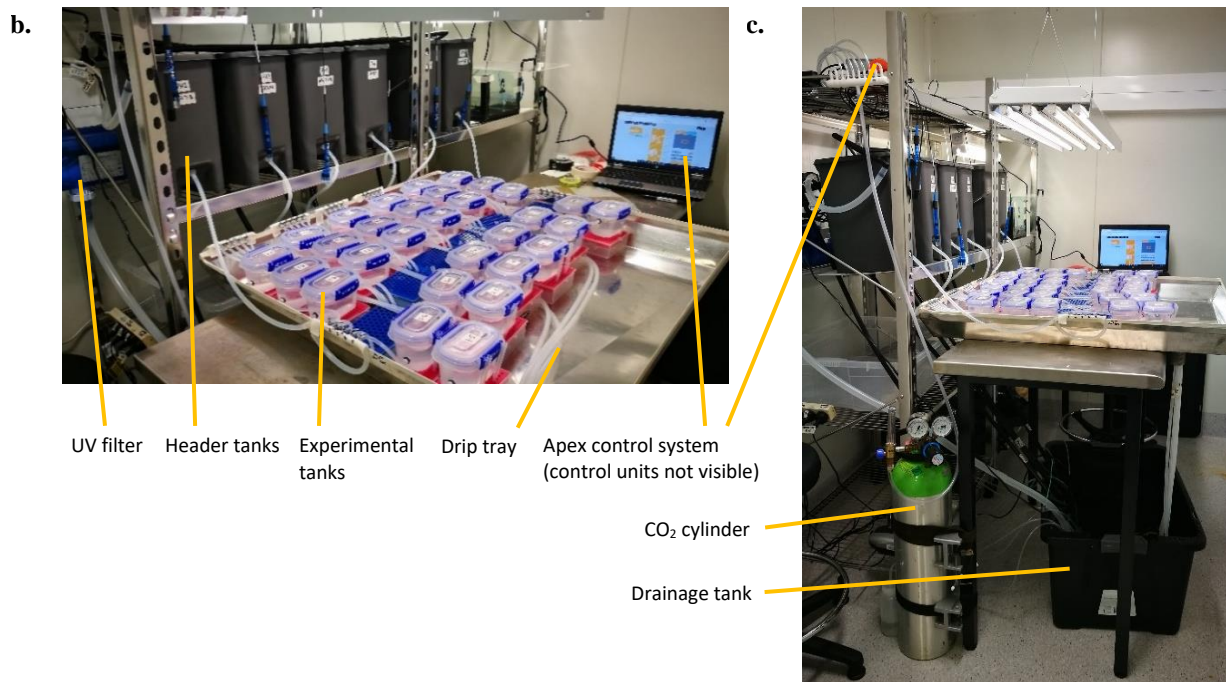 b.
c.
UV filter
Header tanks
Experimental
tanks
Drip tray
Apex control system
(control units not visible)
CO₂ cylinder
Drainage tank